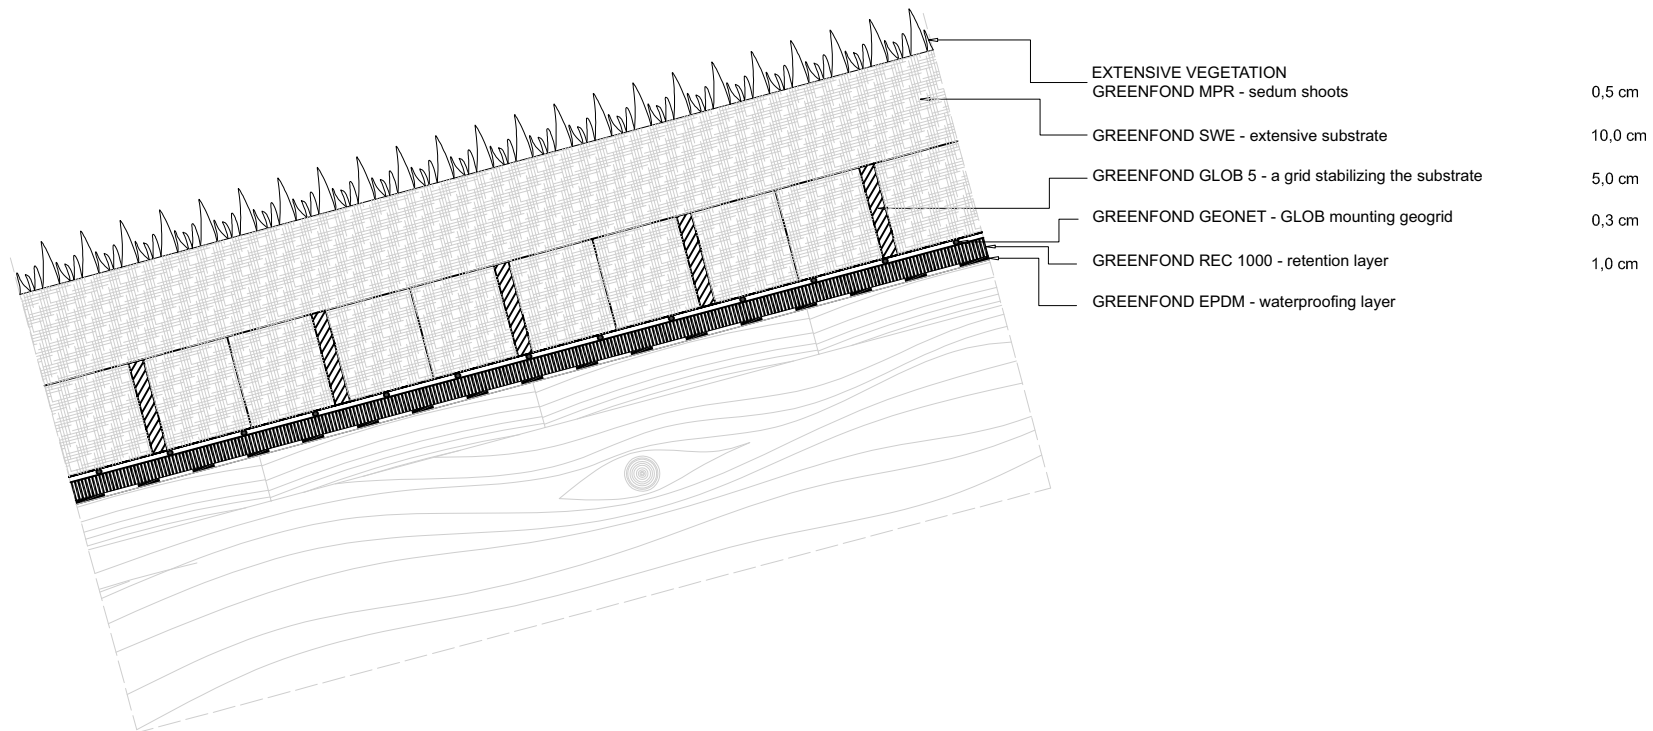 EXTENSIVE VEGETATION
GREENFOND MPR - sedum shoots 0,5 cm
GREENFOND SWE - extensive substrate 10,0 cm
GREENFOND GLOB 5 - a grid stabilizing the substrate 5,0 cm
GREENFOND GEONET - GLOB mounting geogrid 0,3 cm
GREENFOND REC 1000 - retention layer 1,0 cm
GREENFOND EPDM - waterproofing layer